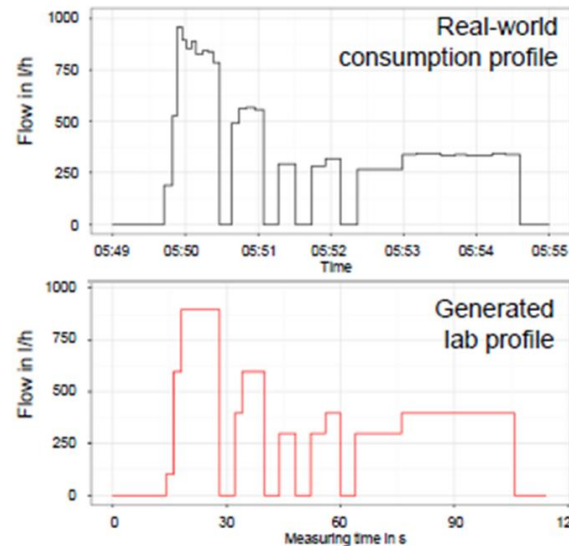 Real-world
consumption profile
Flow in l/h
1000
750
500
250
0
05:49 05:50 05:51 05:52 05:53 05:54 05:55
Time
Generated
lab profile
Flow in l/h
1000
750
500
250
0
0 30 60 90
Measuring time in s